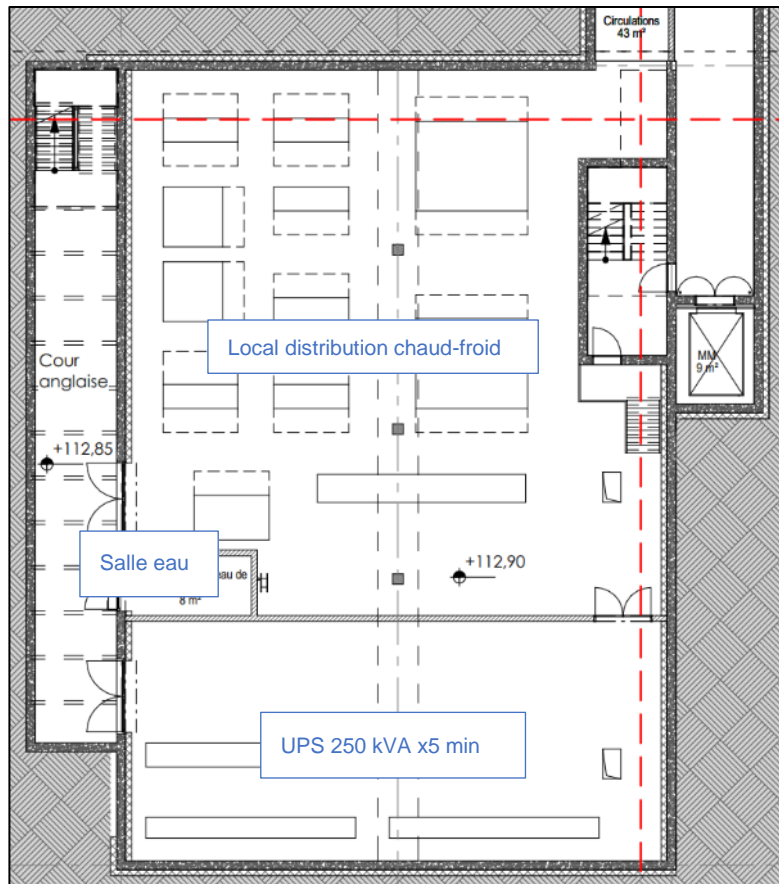 Circulations
43 m²
Local distribution chaud-froid
MM
9 m²
Cour
anglaise
+112,85
Salle eau
eau de
8 m²
+112,90
UPS 250 kVA x5 min